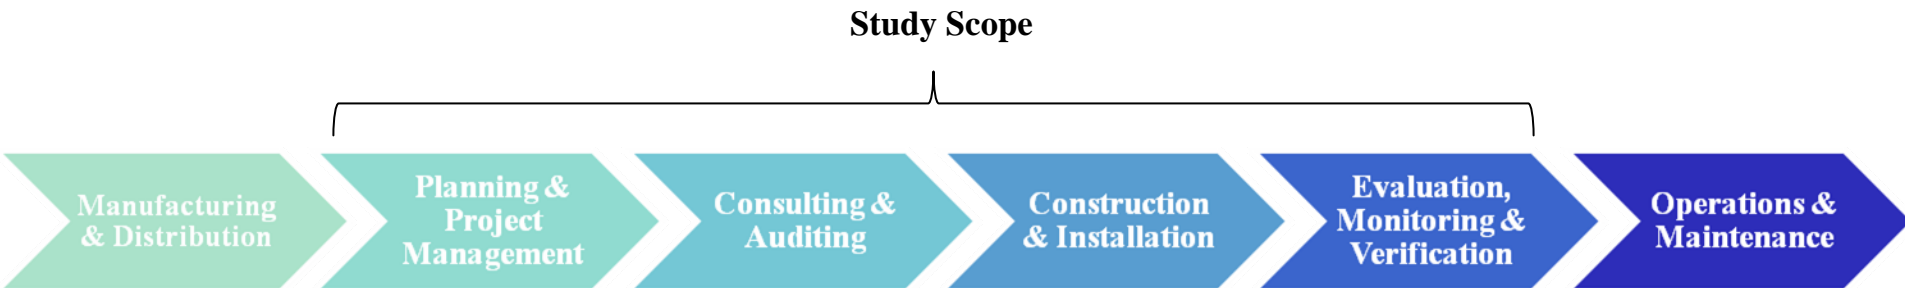 Study Scope
Manufacturing
& Distribution
Planning &
Project
Management
Consulting &
Auditing
Construction
& Installation
Evaluation,
Monitoring &
Verification
Operations &
Maintenance